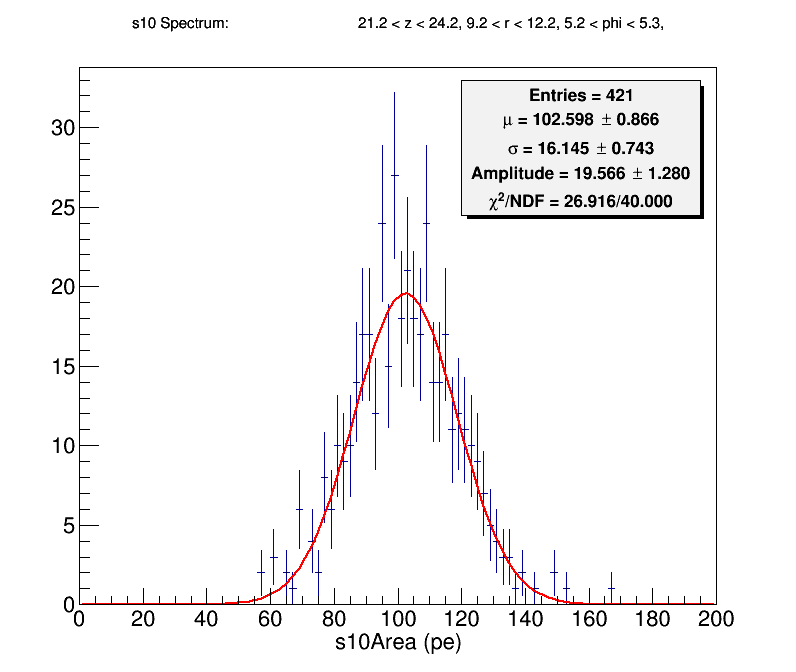 s10 Spectrum: 21.2 < z < 24.2, 9.2 < r < 12.2, 5.2 < phi < 5.3,
Entries = 421
μ = 102.598 ± 0.866
σ = 16.145 ± 0.743
Amplitude = 19.566 ± 1.280
χ²/NDF = 26.916/40.000
30
25
20
15
10
5
0
0 20 40 60 80 100 120 140 160 180 200
s10Area (pe)